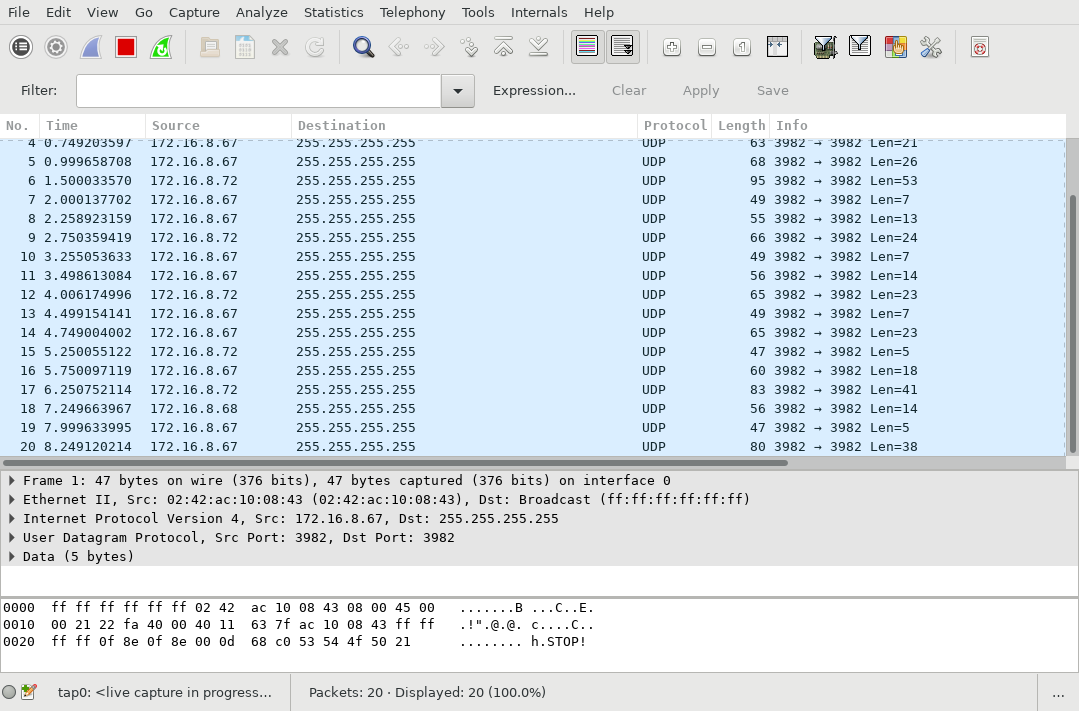 File Edit View Go Capture Analyze Statistics Telephony Tools Internals Help
Filter: Expression... Clear Apply Save
No. Time Source Destination Protocol Length Info
4 0.749203597 172.16.8.67 255.255.255.255 UDP 63 3982 → 3982 Len=21
5 0.999658708 172.16.8.67 255.255.255.255 UDP 68 3982 → 3982 Len=26
6 1.500033570 172.16.8.72 255.255.255.255 UDP 95 3982 → 3982 Len=53
7 2.000137702 172.16.8.67 255.255.255.255 UDP 49 3982 → 3982 Len=7
8 2.258923159 172.16.8.67 255.255.255.255 UDP 55 3982 → 3982 Len=13
9 2.750359419 172.16.8.72 255.255.255.255 UDP 66 3982 → 3982 Len=24
10 3.255053633 172.16.8.67 255.255.255.255 UDP 49 3982 → 3982 Len=7
11 3.498613084 172.16.8.67 255.255.255.255 UDP 56 3982 → 3982 Len=14
12 4.006174996 172.16.8.72 255.255.255.255 UDP 65 3982 → 3982 Len=23
13 4.499154141 172.16.8.67 255.255.255.255 UDP 49 3982 → 3982 Len=7
14 4.749004002 172.16.8.67 255.255.255.255 UDP 65 3982 → 3982 Len=23
15 5.250055122 172.16.8.72 255.255.255.255 UDP 47 3982 → 3982 Len=5
16 5.750097119 172.16.8.67 255.255.255.255 UDP 60 3982 → 3982 Len=18
17 6.250752114 172.16.8.72 255.255.255.255 UDP 83 3982 → 3982 Len=41
18 7.249663967 172.16.8.68 255.255.255.255 UDP 56 3982 → 3982 Len=14
19 7.999633995 172.16.8.67 255.255.255.255 UDP 47 3982 → 3982 Len=5
20 8.249120214 172.16.8.67 255.255.255.255 UDP 80 3982 → 3982 Len=38
Frame 1: 47 bytes on wire (376 bits), 47 bytes captured (376 bits) on interface 0
Ethernet II, Src: 02:42:ac:10:08:43 (02:42:ac:10:08:43), Dst: Broadcast (ff:ff:ff:ff:ff:ff)
Internet Protocol Version 4, Src: 172.16.8.67, Dst: 255.255.255.255
User Datagram Protocol, Src Port: 3982, Dst Port: 3982
Data (5 bytes)
0000 ff ff ff ff ff ff 02 42 ac 10 08 43 08 00 45 00 .......B ...C..E.
0010 00 21 22 fa 40 00 40 11 63 7f ac 10 08 43 ff ff .!".@.@. c....C..
0020 ff ff 0f 8e 0f 8e 00 0d 68 c0 53 54 4f 50 21 ........ h.STOP!
tap0: <live capture in progress... Packets: 20 · Displayed: 20 (100.0%) ...